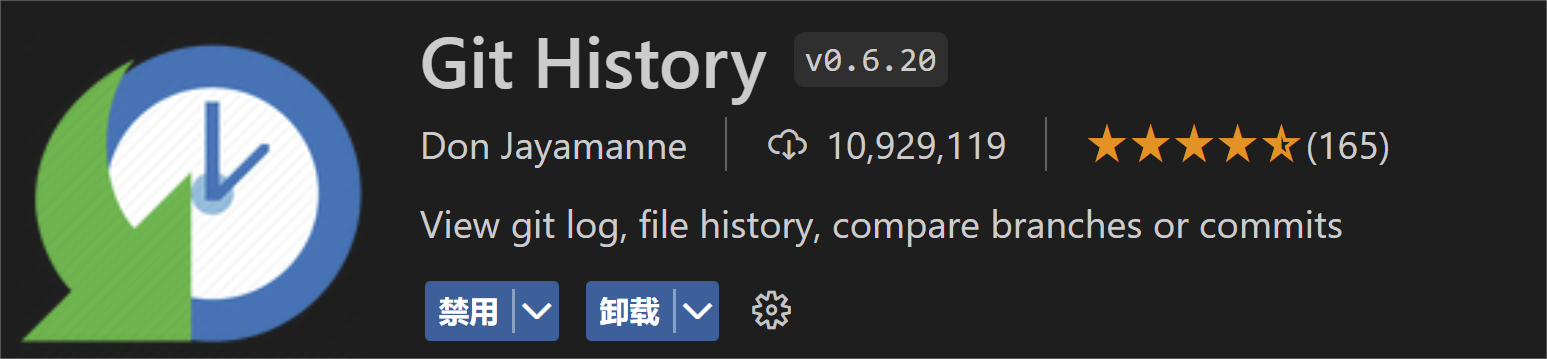 Git History v0.6.20
Don Jayamanne 10,929,119 (165)
View git log, file history, compare branches or commits
禁用 卸载